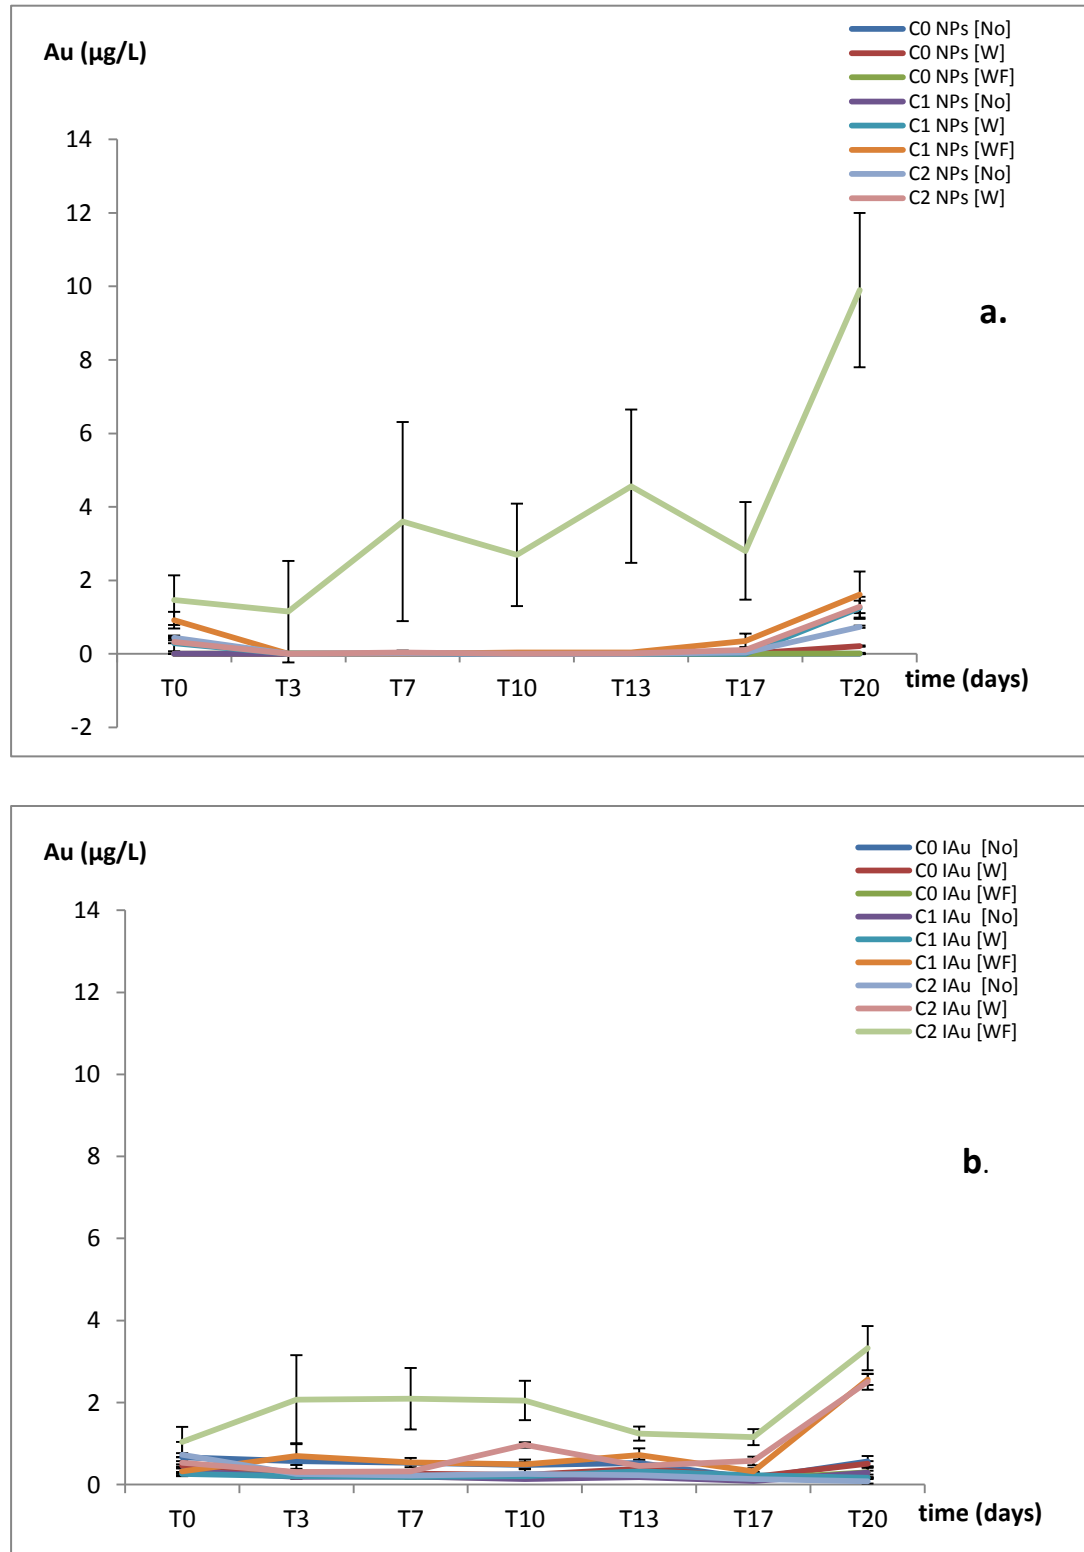 Au (µg/L)
C0 NPs [No]
C0 NPs [W]
C0 NPs [WF]
C1 NPs [No]
C1 NPs [W]
C1 NPs [WF]
C2 NPs [No]
C2 NPs [W]
14
12
10
8
6
4
2
0
-2
a.
T0 T3 T7 T10 T13 T17 T20 time (days)
Au (µg/L)
C0 IAu [No]
C0 IAu [W]
C0 IAu [WF]
C1 IAu [No]
C1 IAu [W]
C1 IAu [WF]
C2 IAu [No]
C2 IAu [W]
C2 IAu [WF]
14
12
10
8
6
4
2
0
b.
T0 T3 T7 T10 T13 T17 T20 time (days)